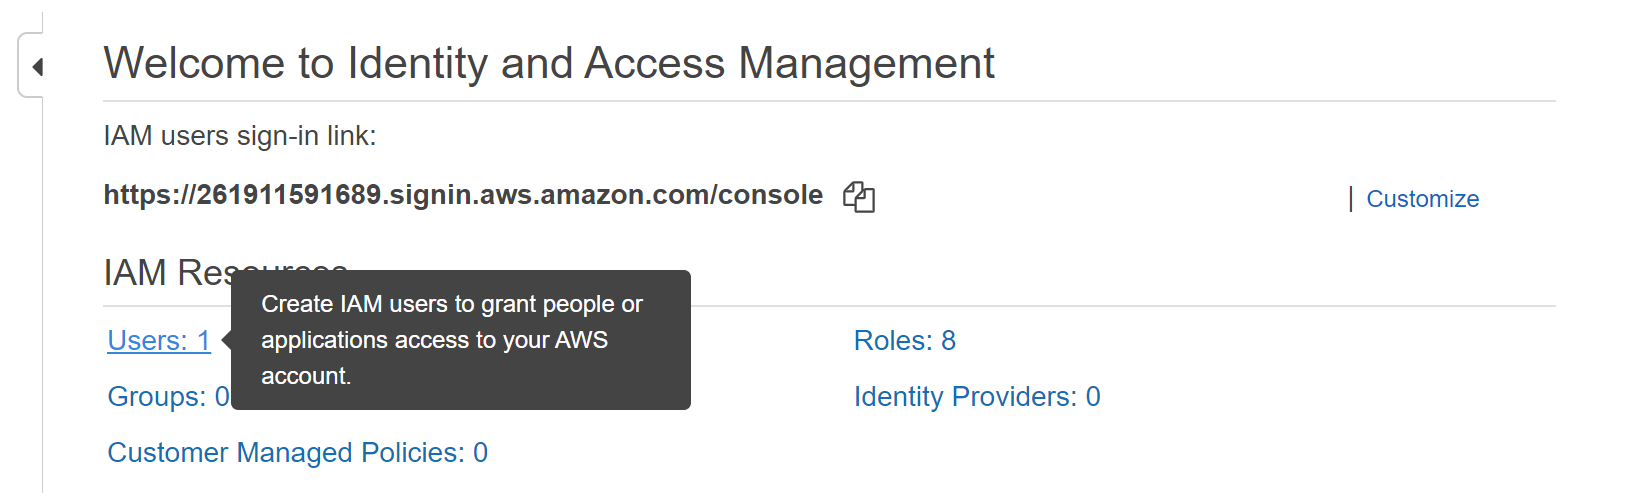 Welcome to Identity and Access Management
IAM users sign-in link:
https://261911591689.signin.aws.amazon.com/console
| Customize
IAM Resources
Create IAM users to grant people or
applications access to your AWS
account.
Users: 1
Roles: 8
Groups: 0
Identity Providers: 0
Customer Managed Policies: 0